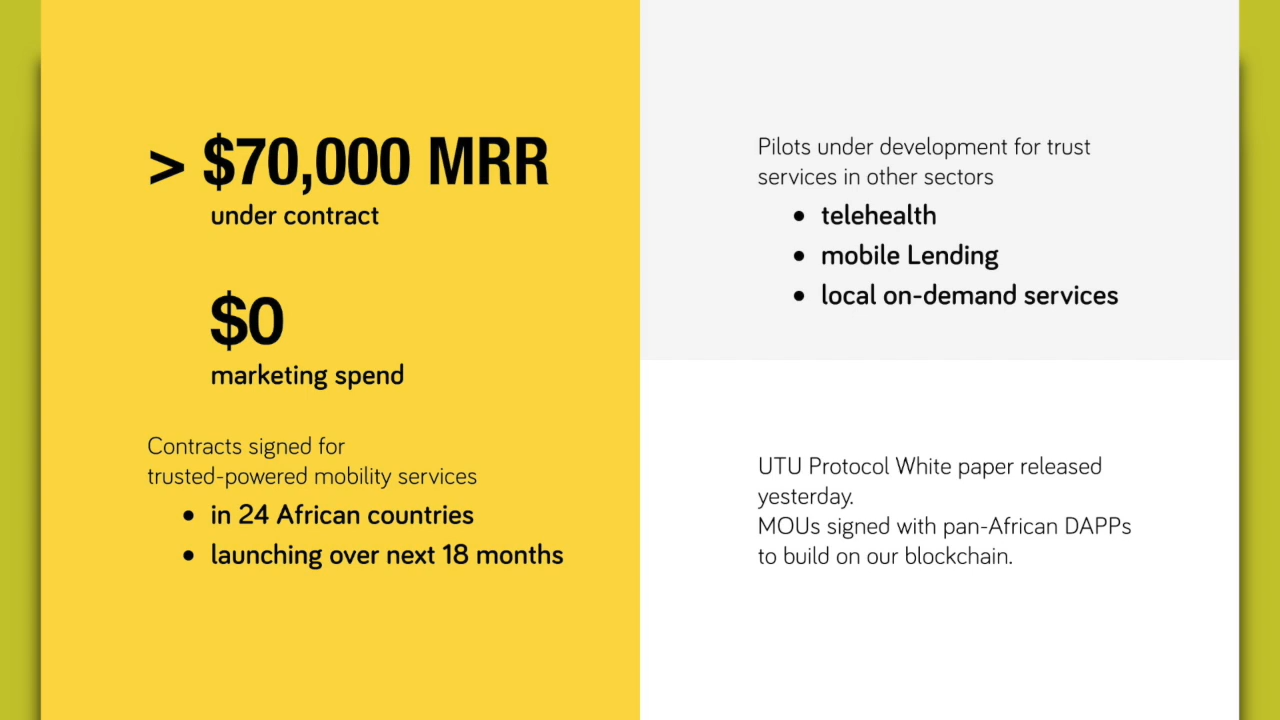 > $70,000 MRR
under contract
$0
marketing spend
Contracts signed for
trusted-powered mobility services
• in 24 African countries
• launching over next 18 months
Pilots under development for trust
services in other sectors
• telehealth
• mobile Lending
• local on-demand services
UTU Protocol White paper released
yesterday.
MOUs signed with pan-African DAPPs
to build on our blockchain.